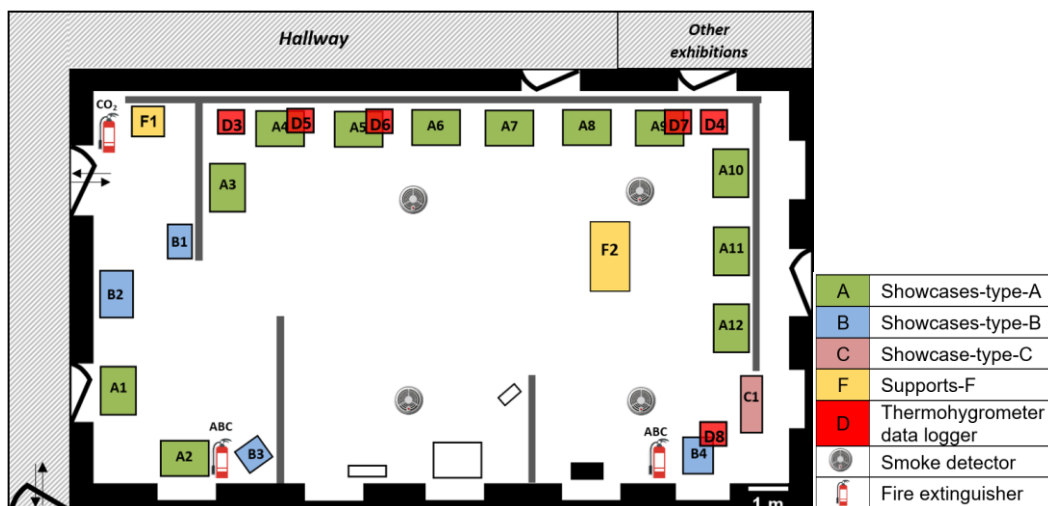 Hallway
Other
exhibitions
CO₂
F1
D3
A4
D5
A5
D6
A6
A7
A8
A9
D7
D4
A3
A10
B1
F2
A11
B2
A12
A1
C1
ABC
ABC
A2
B3
B4
D8
1 m
A Showcases-type-A
B Showcases-type-B
C Showcase-type-C
F Supports-F
D Thermohygrometer
data logger
Smoke detector
Fire extinguisher